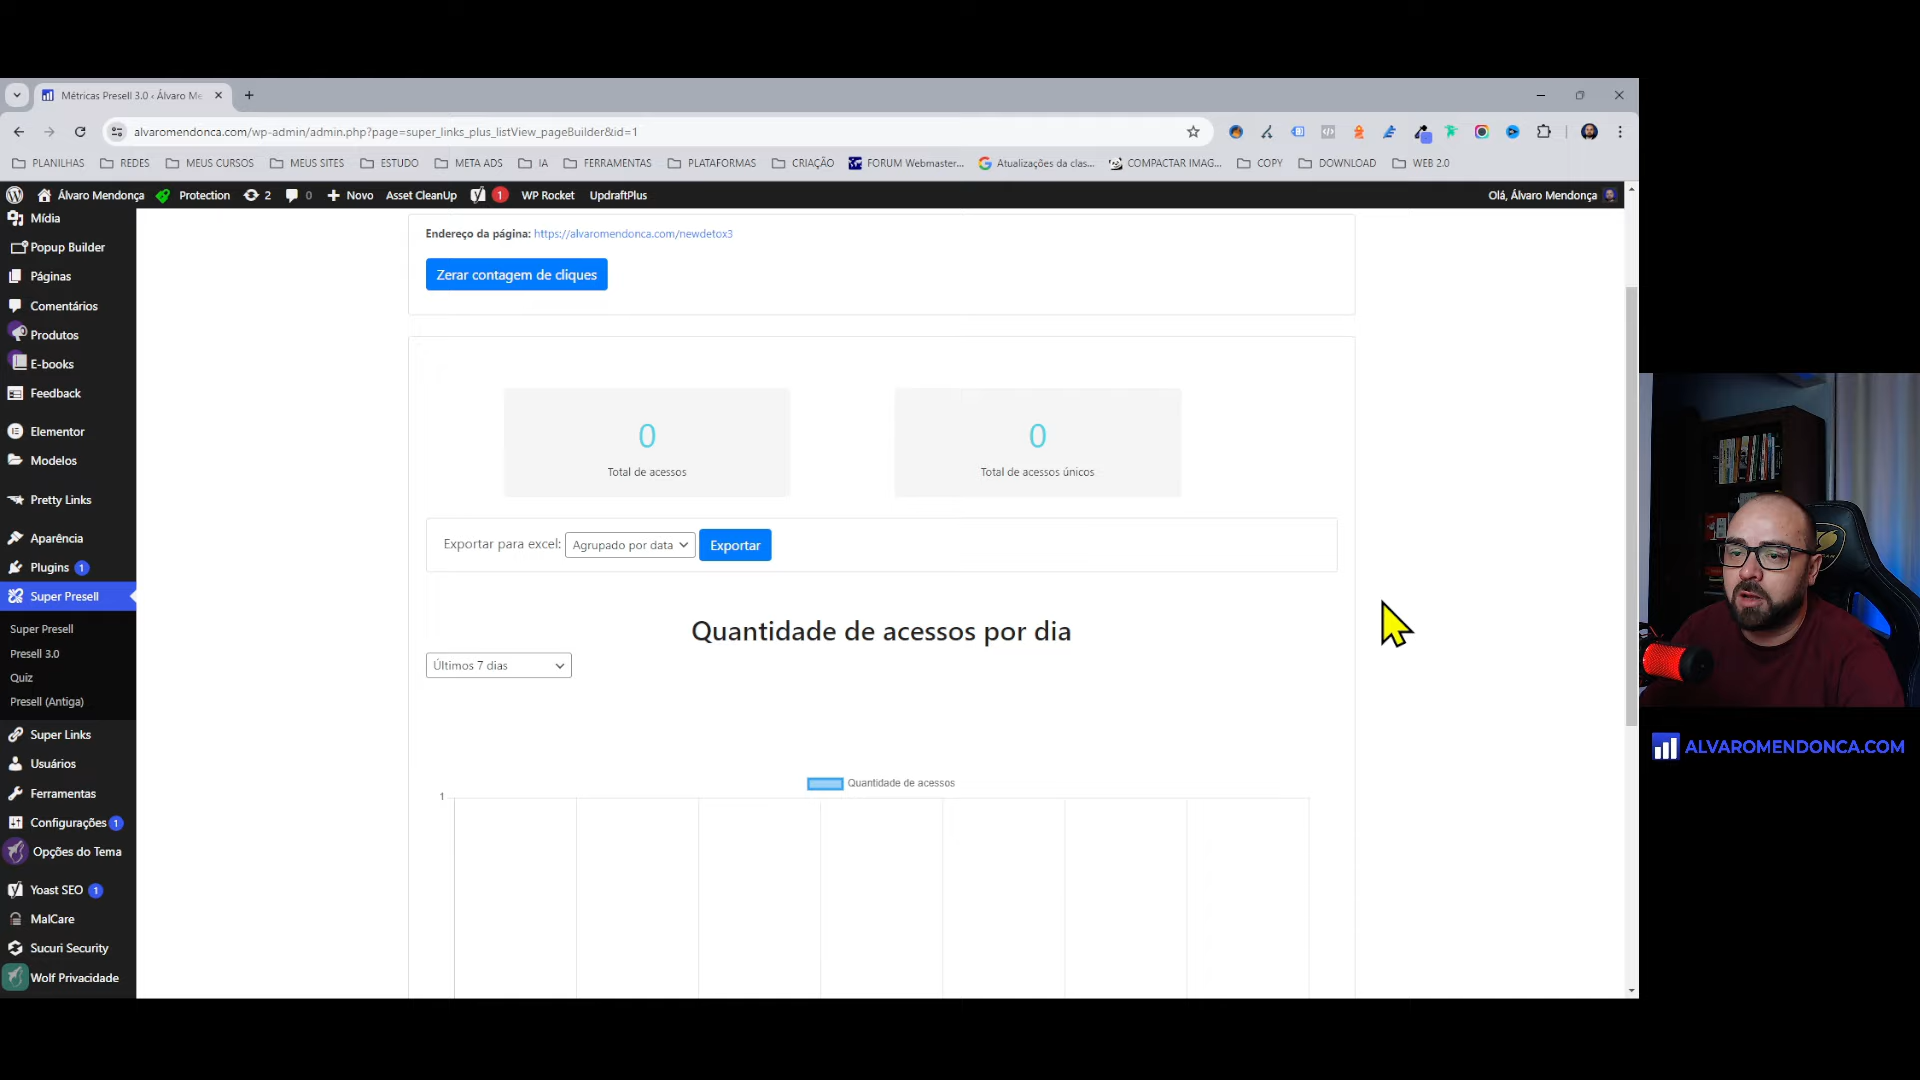 Métricas Presell 3.0 ‹ Álvaro Me
alvaromendonca.com/wp-admin/admin.php?page=super_links_plus_listView_pageBuilder&id=1
PLANILHAS
REDES
MEUS CURSOS
MEUS SITES
ESTUDO
META ADS
IA
FERRAMENTAS
PLATAFORMAS
CRIAÇÃO
FORUM Webmaster...
Atualizações da clas...
COMPACTAR IMAG...
COPY
DOWNLOAD
WEB 2.0
Álvaro Mendonça
Protection
2
0
Novo
Asset CleanUp
1
WP Rocket
UpdraftPlus
Olá, Álvaro Mendonça
Mídia
Popup Builder
Páginas
Comentários
Produtos
E-books
Feedback
Elementor
Modelos
Pretty Links
Aparência
Plugins 1
Super Presell
Super Presell
Presell 3.0
Quiz
Presell (Antiga)
Super Links
Usuários
Ferramentas
Configurações 1
Opções do Tema
Yoast SEO 1
MalCare
Sucuri Security
Wolf Privacidade
Endereço da página: https://alvaromendonca.com/newdetox3
Zerar contagem de cliques
0
Total de acessos
0
Total de acessos únicos
Exportar para excel: Agrupado por data Exportar
Quantidade de acessos por dia
Últimos 7 dias
Quantidade de acessos
1
ALVAROMENDONCA.COM